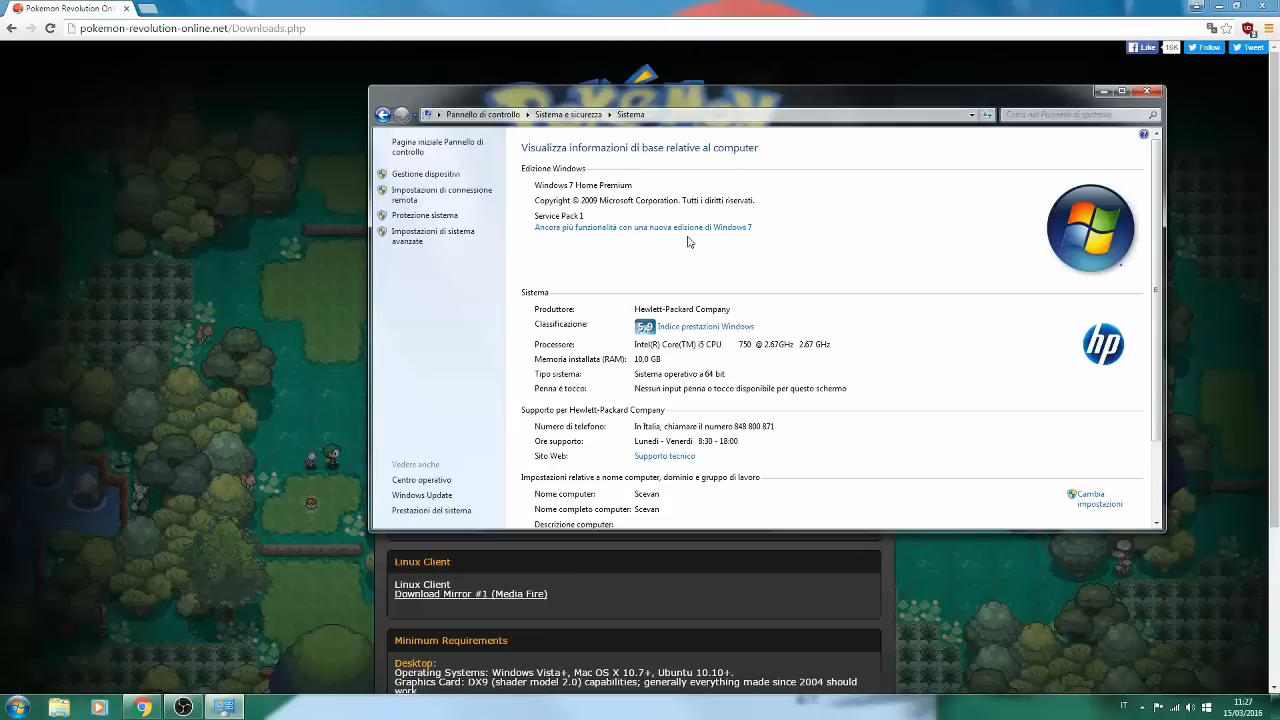 Pokemon Revolution Onli
pokemon-revolution-online.net/Downloads.php
Like 16K Follow Tweet
Pannello di controllo Sistema e sicurezza Sistema
Cerca nel Pannello di controllo
Pagina iniziale Pannello di
controllo
Gestione dispositivi
Impostazioni di connessione
remota
Protezione sistema
Impostazioni di sistema
avanzate
Vedere anche
Centro operativo
Windows Update
Prestazioni del sistema
Visualizza informazioni di base relative al computer
Edizione Windows
Windows 7 Home Premium
Copyright © 2009 Microsoft Corporation. Tutti i diritti riservati.
Service Pack 1
Ancora più funzionalità con una nuova edizione di Windows 7
Sistema
Produttore: Hewlett-Packard Company
Classificazione: 5,9 Indice prestazioni Windows
Processore: Intel(R) Core(TM) i5 CPU 750 @ 2.67GHz 2.67 GHz
Memoria installata (RAM): 10,0 GB
Tipo sistema: Sistema operativo a 64 bit
Penna e tocco: Nessun input penna o tocco disponibile per questo schermo
hp
Supporto per Hewlett-Packard Company
Numero di telefono: In Italia, chiamare il numero 848 800 871
Ore supporto: Lunedì - Venerdì 8:30 - 18:00
Sito Web: Supporto tecnico
Impostazioni relative a nome computer, dominio e gruppo di lavoro
Nome computer: Scevan
Cambia
impostazioni
Nome completo computer: Scevan
Descrizione computer:
Linux Client
Linux Client
Download Mirror #1 (Media Fire)
Minimum Requirements
Desktop:
Operating Systems: Windows Vista+, Mac OS X 10.7+, Ubuntu 10.10+.
Graphics Card: DX9 (shader model 2.0) capabilities; generally everything made since 2004 should
work
IT
11:27
15/03/2016